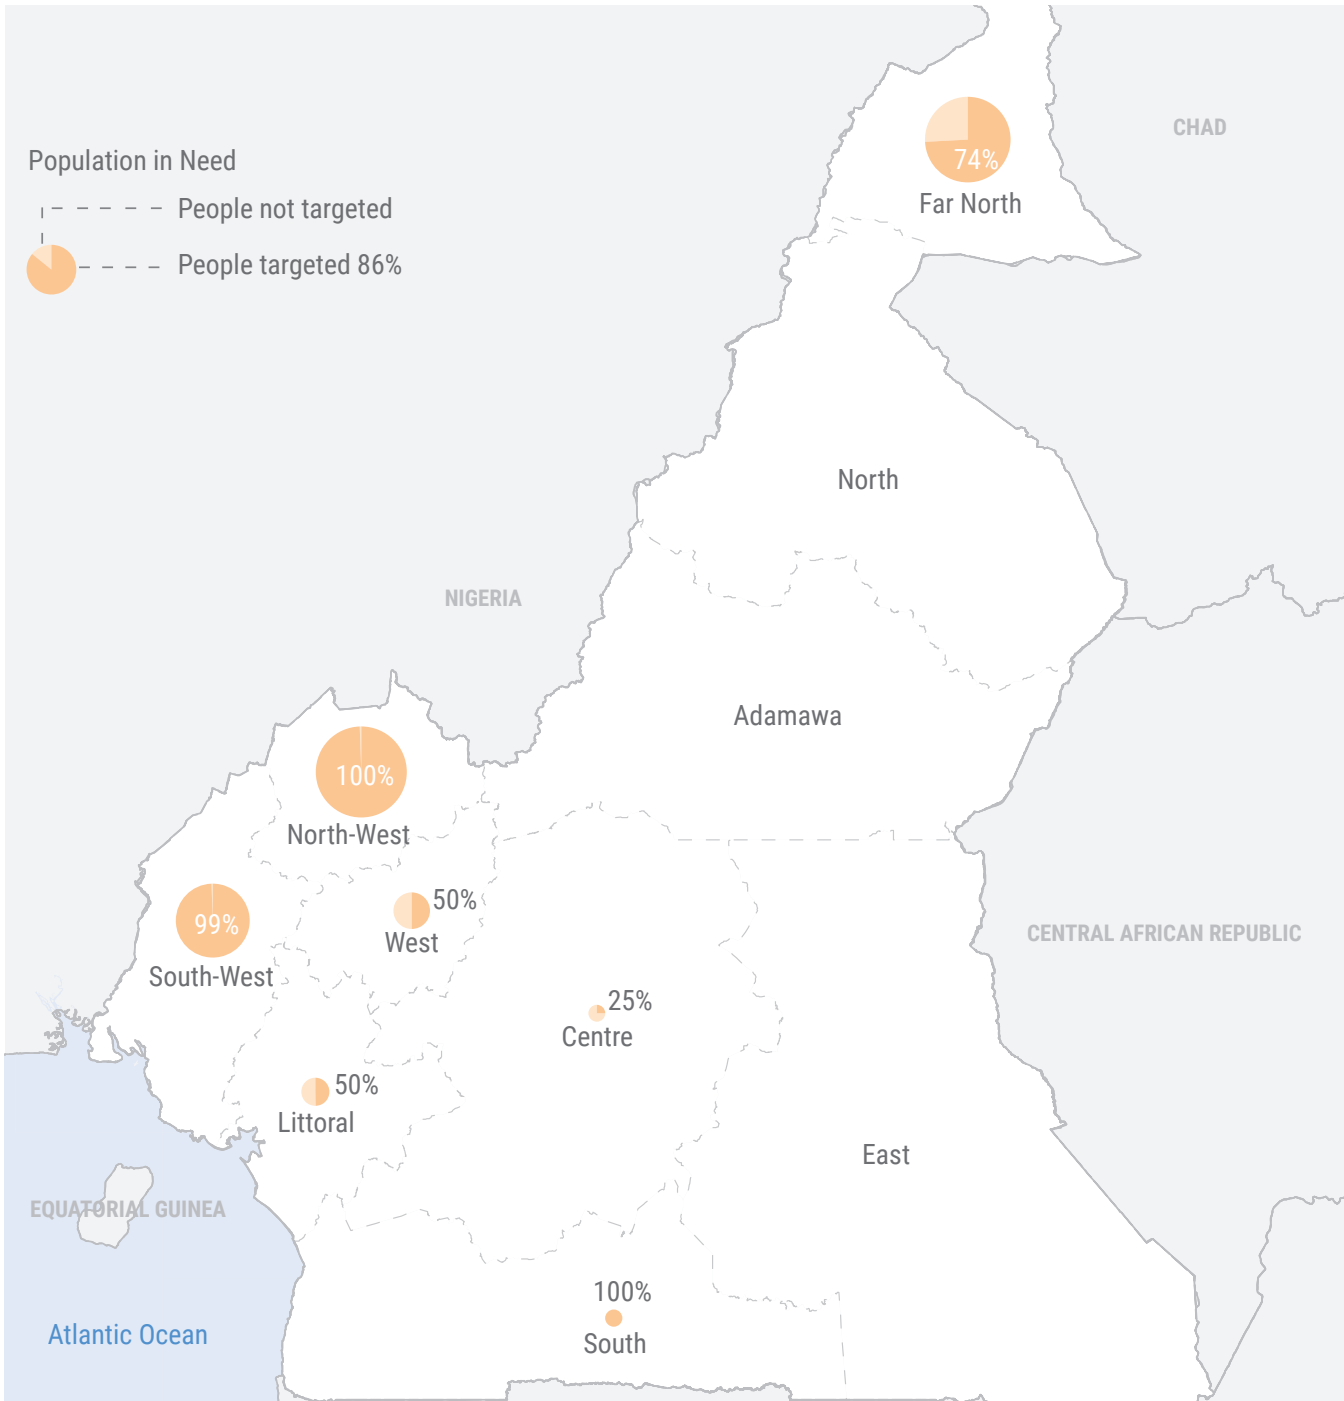 CHAD
Population in Need
74%
Far North
People not targeted
People targeted 86%
North
NIGERIA
Adamawa
100%
North-West
50%
99%
West
CENTRAL AFRICAN REPUBLIC
South-West
25%
Centre
50%
Littoral
East
EQUATORIAL GUINEA
100%
Atlantic Ocean
South